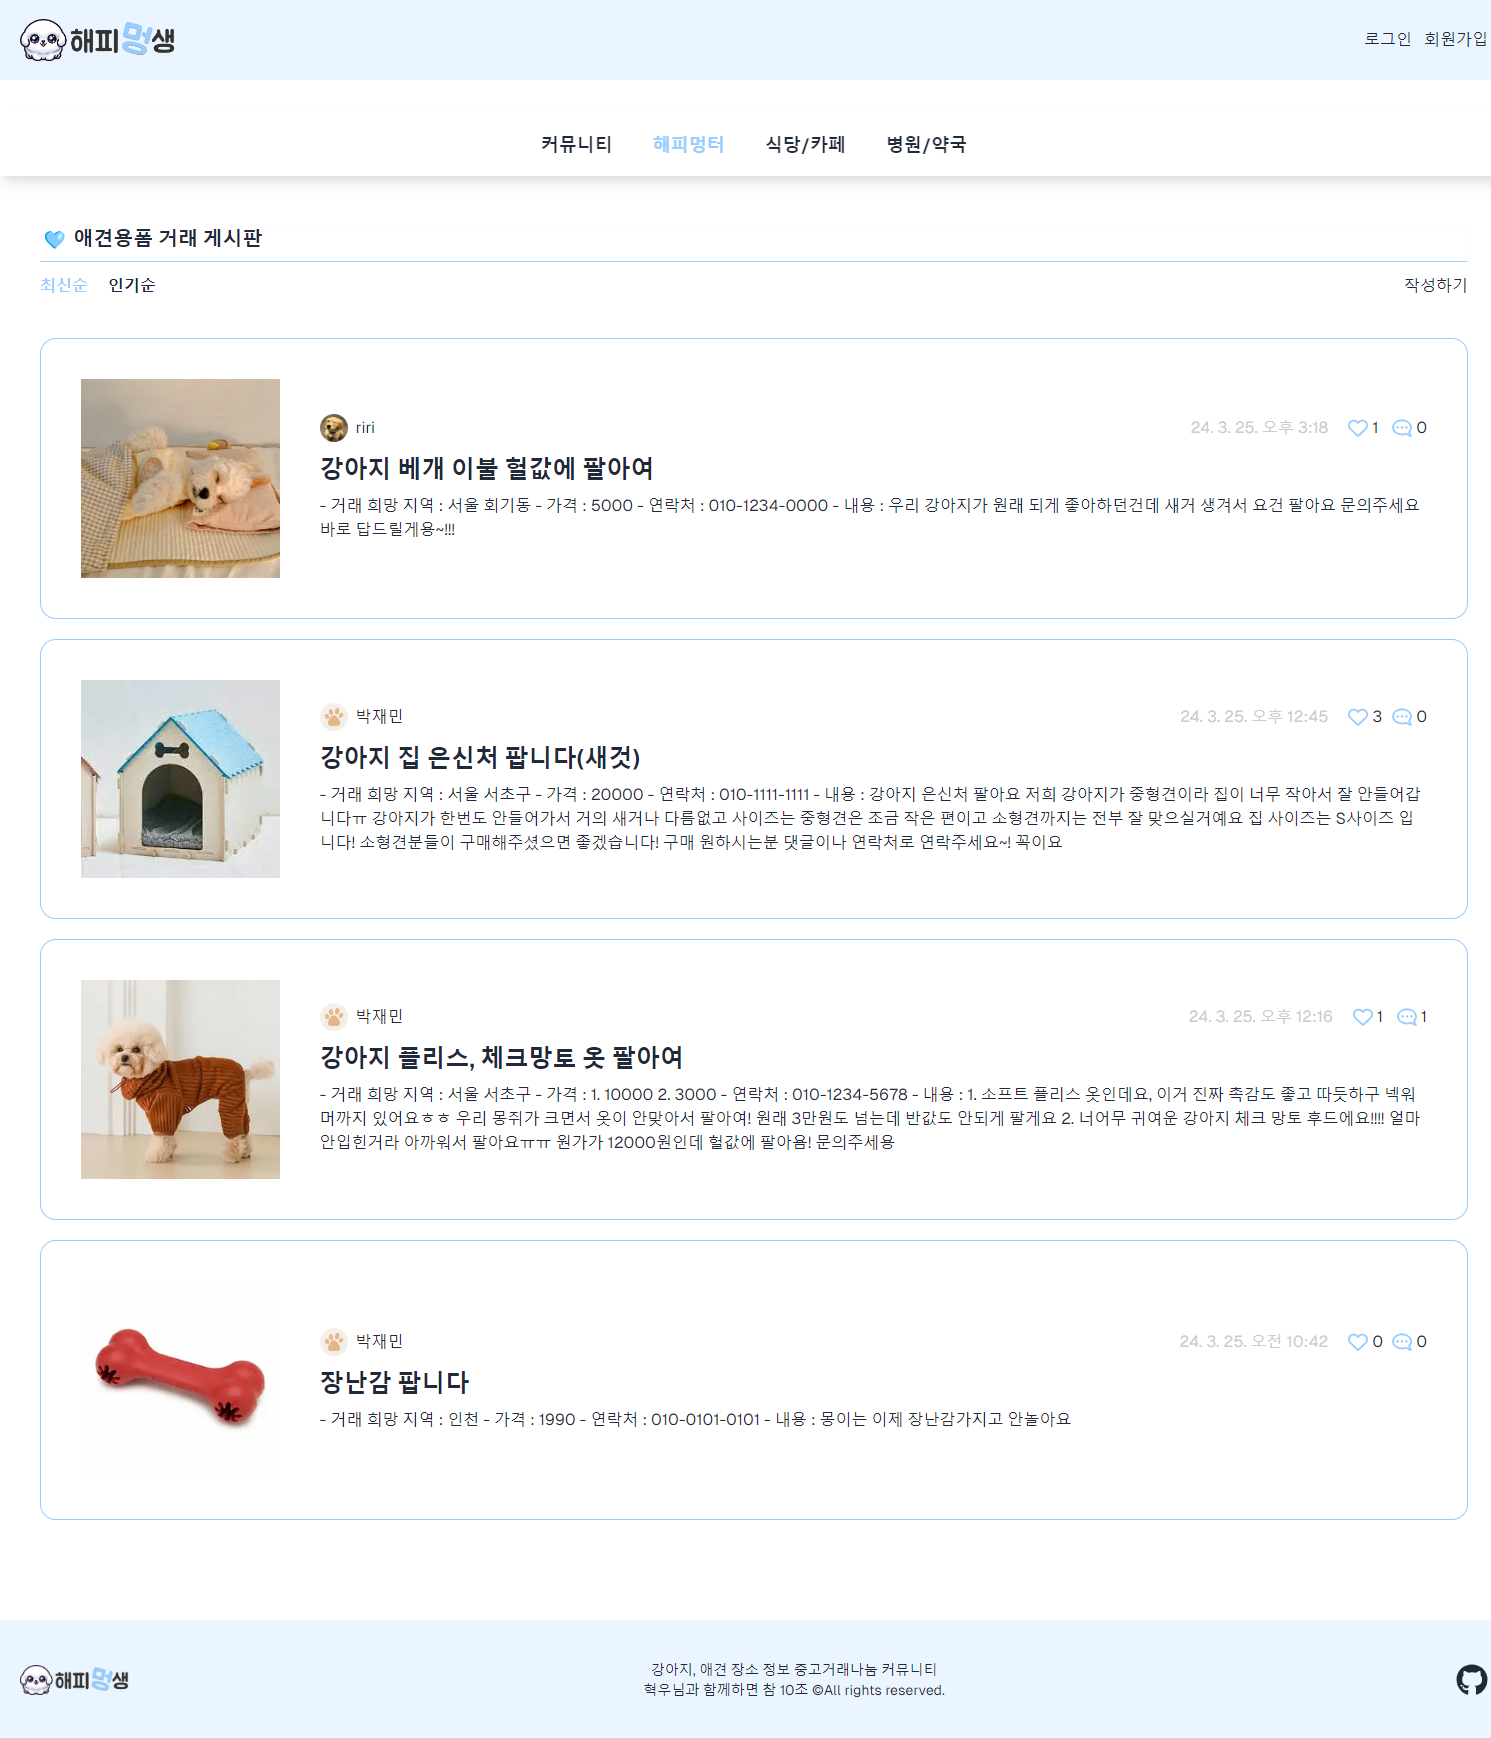 해피멍생
로그인 회원가입
커뮤니티 해피멍터 식당/카페 병원/약국
애견용폼 거래 게시판
최신순 인기순 작성하기
riri 24. 3. 25. 오후 3:18 1 0
강아지 베개 이불 헐값에 팔아여
- 거래 희망 지역 : 서울 회기동 - 가격 : 5000 - 연락처 : 010-1234-0000 - 내용 : 우리 강아지가 원래 되게 좋아하던건데 새거 생겨서 요건 팔아요 문의주세요
바로 답드릴게용~!!!
박재민 24. 3. 25. 오후 12:45 3 0
강아지 집 은신처 팝니다(새것)
- 거래 희망 지역 : 서울 서초구 - 가격 : 20000 - 연락처 : 010-1111-1111 - 내용 : 강아지 은신처 팔아요 저희 강아지가 중형견이라 집이 너무 작아서 잘 안들어갑
니다ㅠ 강아지가 한번도 안들어가서 거의 새거나 다름없고 사이즈는 중형견은 조금 작은 편이고 소형견까지는 전부 잘 맞으실거예요 집 사이즈는 S사이즈 입
니다! 소형견분들이 구매해주셨으면 좋겠습니다! 구매 원하시는분 댓글이나 연락처로 연락주세요~! 꼭이요
박재민 24. 3. 25. 오후 12:16 1 1
강아지 플리스, 체크망토 옷 팔아여
- 거래 희망 지역 : 서울 서초구 - 가격 : 1. 10000 2. 3000 - 연락처 : 010-1234-5678 - 내용 : 1. 소프트 플리스 옷인데요, 이거 진짜 촉감도 좋고 따듯하구 넥워
머까지 있어요ㅎㅎ 우리 몽쥐가 크면서 옷이 안맞아서 팔아여! 원래 3만원도 넘는데 반값도 안되게 팔게요 2. 너어무 귀여운 강아지 체크 망토 후드에요!!!! 얼마
안입힌거라 아까워서 팔아요ㅠㅠ 원가가 12000원인데 헐값에 팔아욤! 문의주세용
박재민 24. 3. 25. 오전 10:42 0 0
장난감 팝니다
- 거래 희망 지역 : 인천 - 가격 : 1990 - 연락처 : 010-0101-0101 - 내용 : 몽이는 이제 장난감가지고 안놀아요
해피멍생
강아지, 애견 장소 정보 중고거래나눔 커뮤니티
혁우님과 함께하면 참 10조 ©All rights reserved.